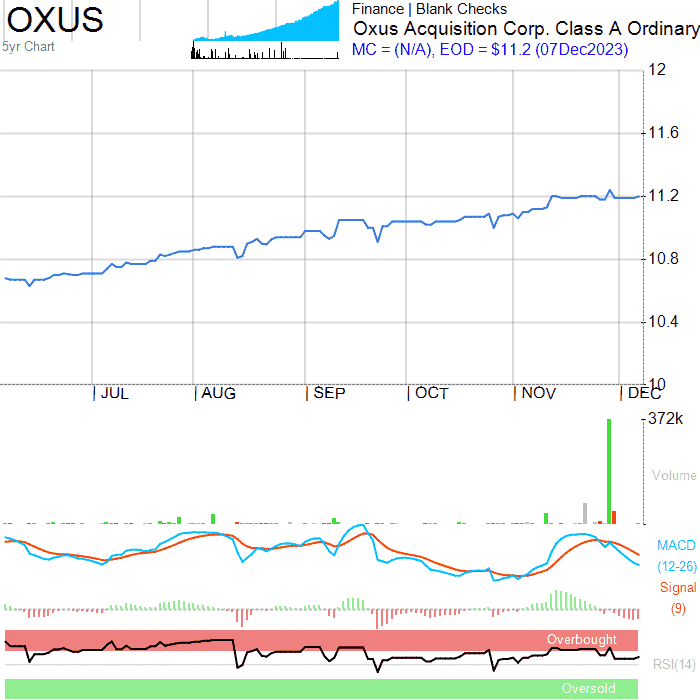 OXUS
5yr Chart
Finance | Blank Checks
Oxus Acquisition Corp. Class A Ordinary
MC = (N/A), EOD = $11.2 (07Dec2023)
12
11.6
11.2
10.8
10.4
10
JUL
AUG
SEP
OCT
NOV
DEC
372k
Volume
MACD
(12-26)
Signal
(9)
Overbought
RSI(14)
Oversold